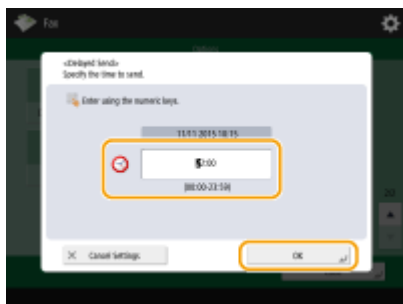 Fax
<Delayed Send>
Specify the time to send.
Enter using the numeric keys.
11/11 2015 18:15
:00
(00:00-23:59)
Cancel Settings
OK